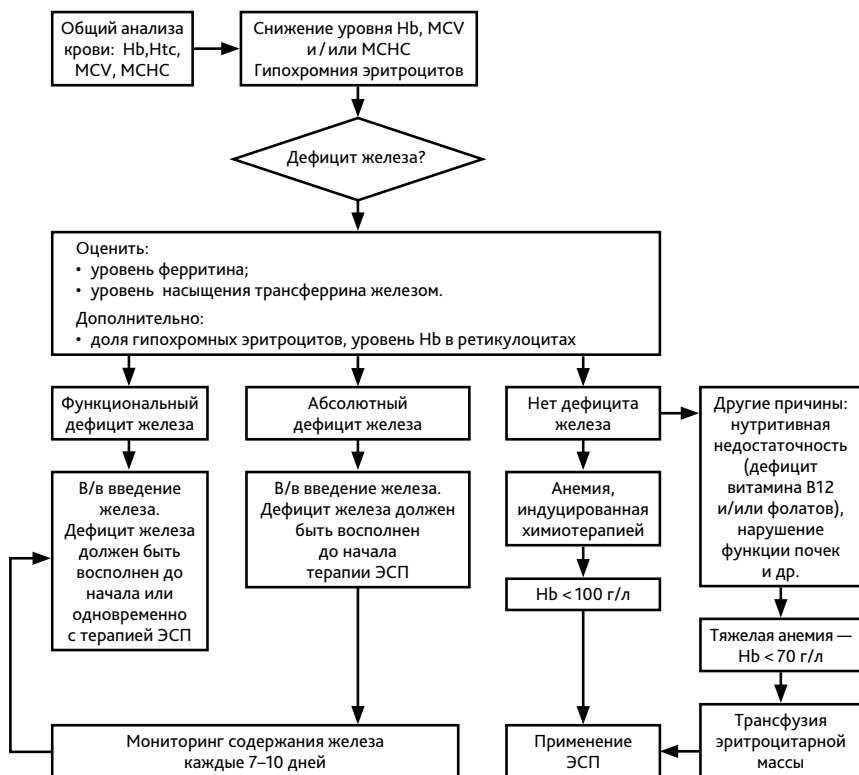 Общий анализа
крови: Hb,Htc,
MCV, MCHC
Снижение уровня Hb, MCV
и / или MCHC
Гипохромния эритроцитов
Дефицит железа?
Оценить:
• уровень ферритина;
• уровень насыщения трансферрина железом.
Дополнительно:
• доля гипохромных эритроцитов, уровень Hb в ретикулоцитах
Функциональный
дефицит железа
Абсолютный
дефицит железа
Нет дефицита
железа
Другие причины:
нутритивная
недостаточность
(дефицит
витамина B12
и/или фолатов),
нарушение
функции почек
и др.
В/в введение
железа.
Дефицит железа
должен быть
восполнен до
начала или
одновременно
с терапией ЭСП
В/в введение железа.
Дефицит железа должен
быть восполнен
до начала
терапии ЭСП
Анемия,
индуцированная
химиотерапией
Hb < 100 г/л
Тяжелая анемия —
Hb < 70 г/л
Мониторинг содержания железа
каждые 7–10 дней
Применение
ЭСП
Трансфузия
эритроцитарной
массы